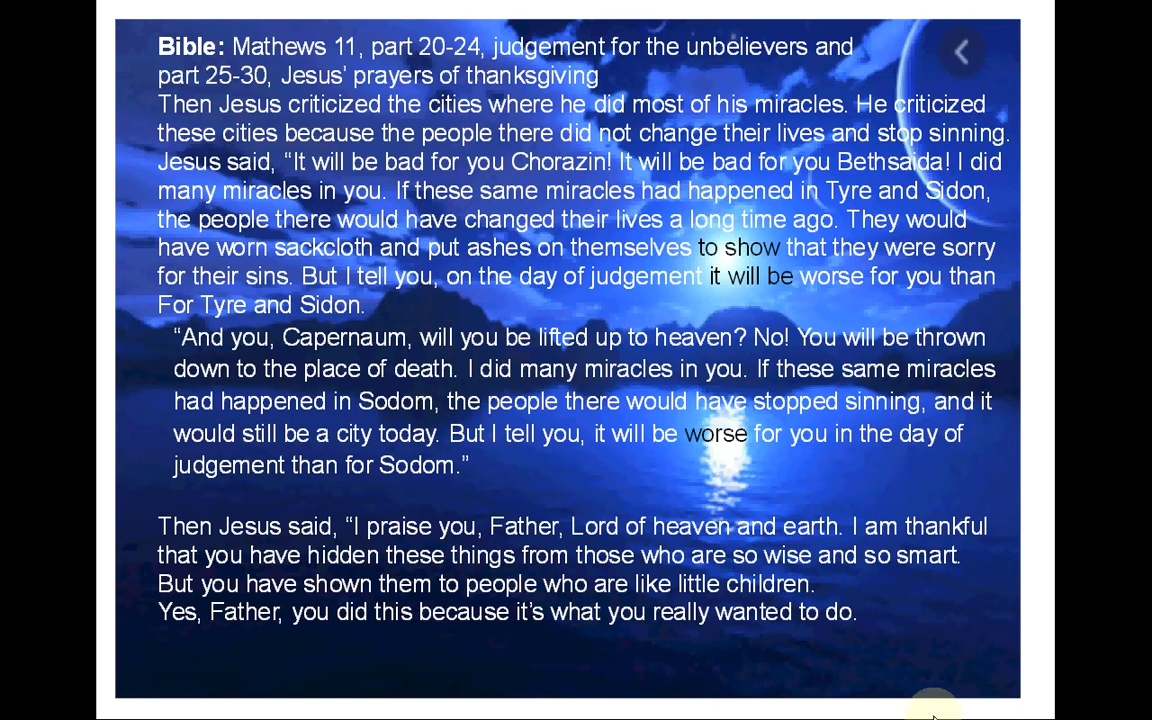 Bible: Mathews 11, part 20-24, judgement for the unbelievers and
part 25-30, Jesus’ prayers of thanksgiving
Then Jesus criticized the cities where he did most of his miracles. He criticized
these cities because the people there did not change their lives and stop sinning.
Jesus said, “It will be bad for you Chorazin! It will be bad for you Bethsaida! I did
many miracles in you. If these same miracles had happened in Tyre and Sidon,
the people there would have changed their lives a long time ago. They would
have worn sackcloth and put ashes on themselves to show that they were sorry
for their sins. But I tell you, on the day of judgement it will be worse for you than
For Tyre and Sidon.
“And you, Capernaum, will you be lifted up to heaven? No! You will be thrown
down to the place of death. I did many miracles in you. If these same miracles
had happened in Sodom, the people there would have stopped sinning, and it
would still be a city today. But I tell you, it will be worse for you in the day of
judgement than for Sodom.”
Then Jesus said, “I praise you, Father, Lord of heaven and earth. I am thankful
that you have hidden these things from those who are so wise and so smart.
But you have shown them to people who are like little children.
Yes, Father, you did this because it’s what you really wanted to do.